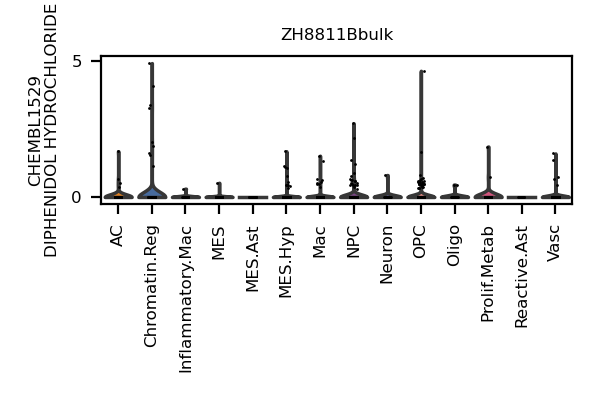 ZH8811Bbulk
CHEMBL1529
DIPHENIDOL HYDROCHLORIDE
5
0
AC
Chromatin.Reg
Inflammatory.Mac
MES
MES.Ast
MES.Hyp
Mac
NPC
Neuron
OPC
Oligo
Prolif.Metab
Reactive.Ast
Vasc